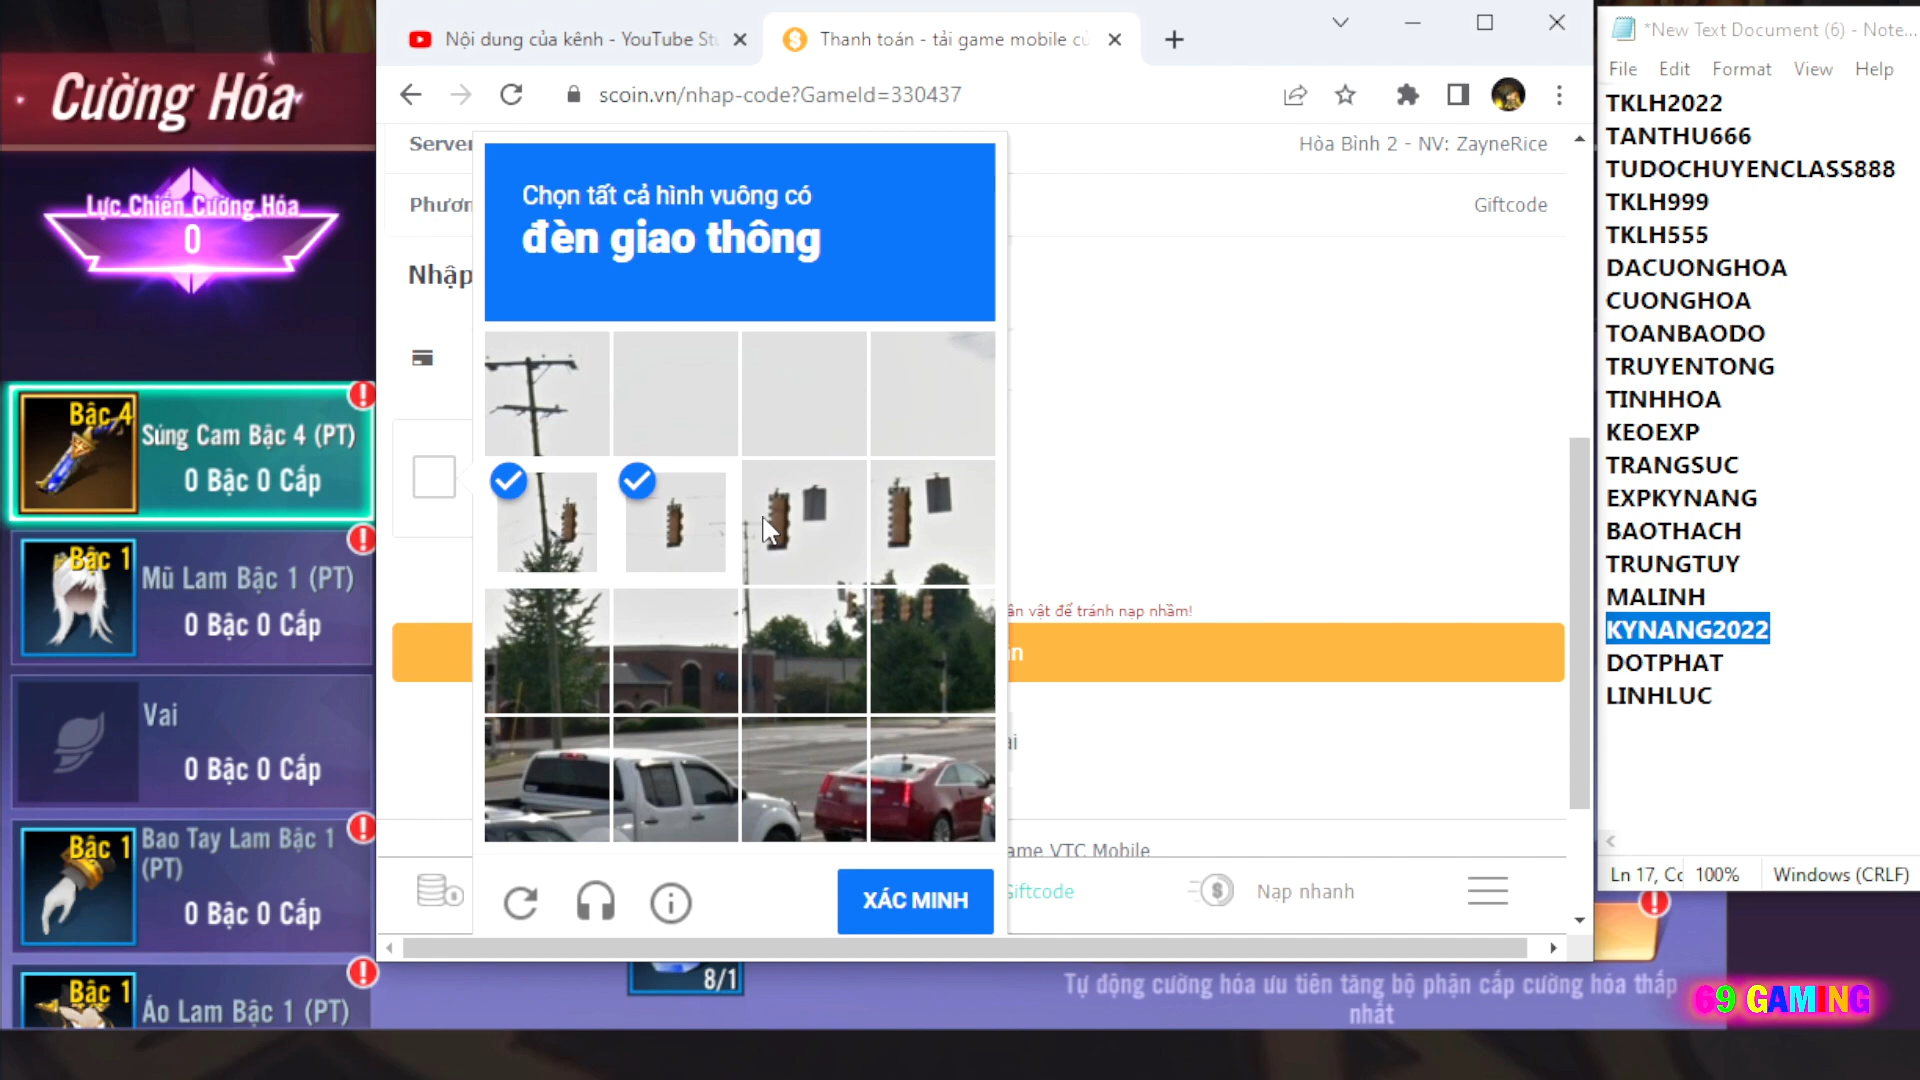 Cường Hóa
Lực Chiến Cường Hóa
0
Bậc 4
Súng Cam Bậc 4 (PT)
0 Bậc 0 Cấp
Bậc 1
Mũ Lam Bậc 1 (PT)
0 Bậc 0 Cấp
Vai
0 Bậc 0 Cấp
Bậc 1
Bao Tay Lam Bậc 1
(PT)
0 Bậc 0 Cấp
Bậc 1
Áo Lam Bậc 1 (PT)
Nội dung của kênh - YouTube St
Thanh toán - tải game mobile củ
scoin.vn/nhap-code?GameId=330437
Server
Hòa Bình 2 - NV: ZayneRice
Phươn
Giftcode
Nhập
Chọn tất cả hình vuông có
đèn giao thông
ân vật để tránh nạp nhầm!
XÁC MINH
ame VTC Mobile
Giftcode
Nạp nhanh
*New Text Document (6) - Note...
File Edit Format View Help
TKLH2022
TANTHU666
TUDOCHUYENCLASS888
TKLH999
TKLH555
DACUONGHOA
CUONGHOA
TOANBAODO
TRUYENTONG
TINHHOA
KEOEXP
TRANGSUC
EXPKYNANG
BAOTHACH
TRUNGTUY
MALINH
KYNANG2022
DOTPHAT
LINHLUC
Ln 17, Cc 100% Windows (CRLF)
8/1
Tự động cường hóa ưu tiên tăng bộ phận cấp cường hóa thấp
nhất
69 GAMING